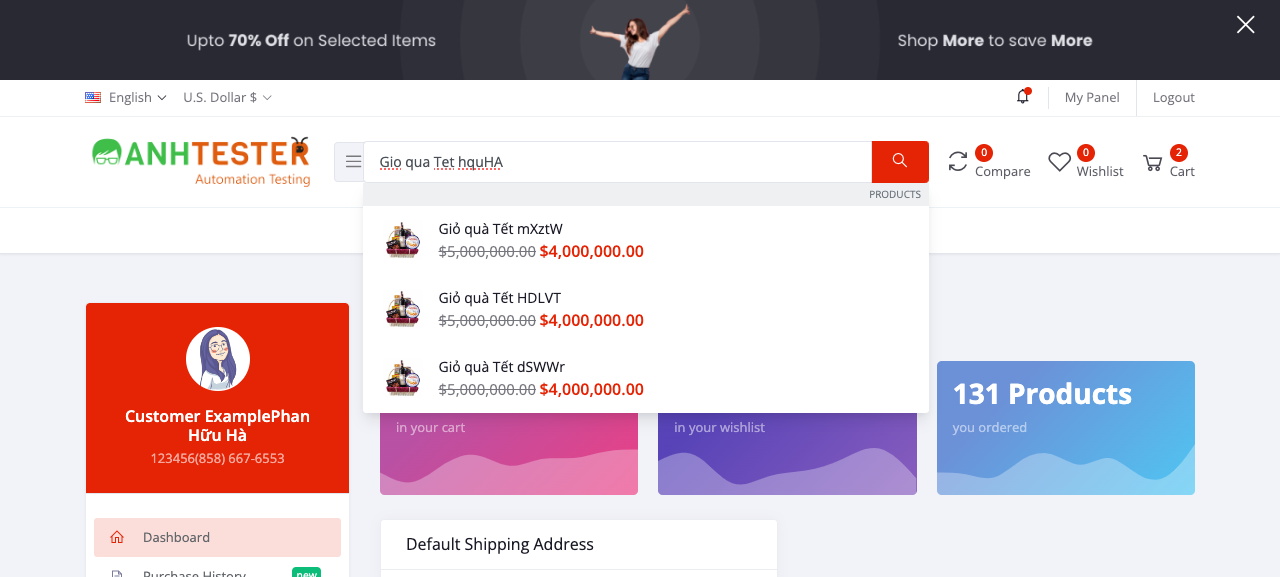 Upto 70% Off on Selected Items
Shop More to save More
English
U.S. Dollar $
My Panel
Logout
ANHTESTER
Automation Testing
Gio qua Tet hquHA
0
Compare
0
Wishlist
2
Cart
PRODUCTS
Giỏ quà Tết mXztW
$5,000,000.00 $4,000,000.00
Giỏ quà Tết HDLVT
$5,000,000.00 $4,000,000.00
Giỏ quà Tết dSWWr
$5,000,000.00 $4,000,000.00
Customer ExamplePhan
Hữu Hà
123456(858) 667-6553
in your cart
in your wishlist
131 Products
you ordered
Dashboard
Purchase History
new
Default Shipping Address